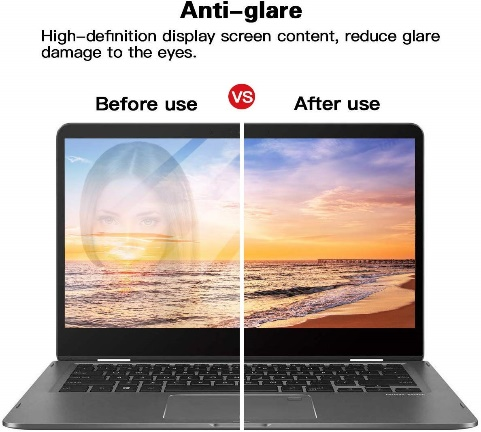 Anti-glare
High-definition display screen content, reduce glare
damage to the eyes.
VS
Before use
After use